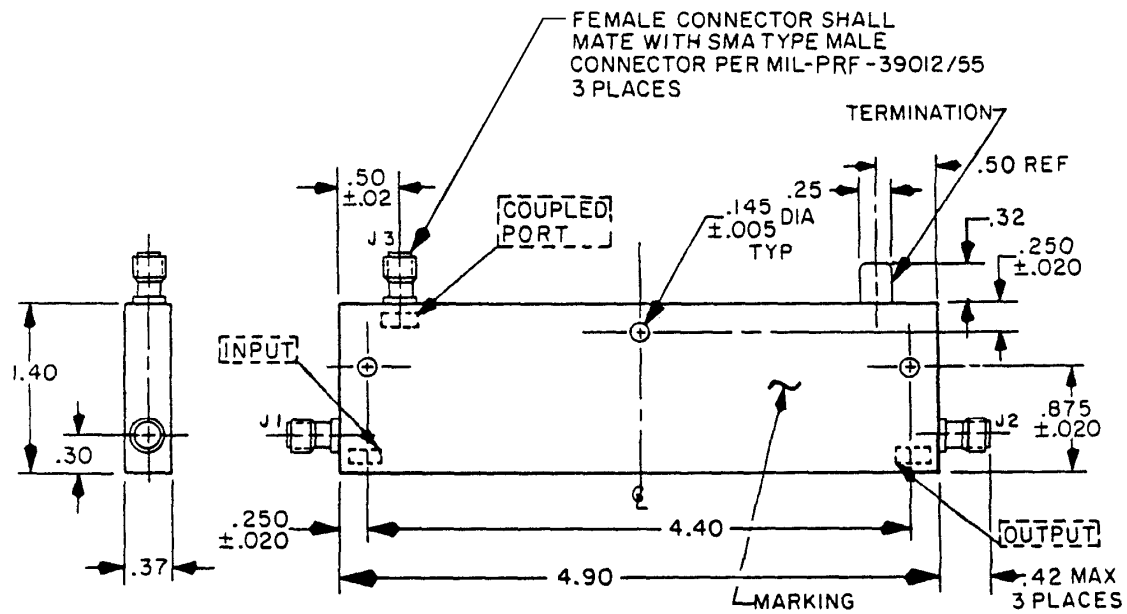 FEMALE CONNECTOR SHALL
MATE WITH SMA TYPE MALE
CONNECTOR PER MIL-PRF-39012/55
3 PLACES
TERMINATION
.50
±.02
COUPLED
PORT
.145
±.005 DIA
TYP
.25
.50 REF
.32
.250
±.020
J3
INPUT
1.40
.30
J1
J2
.875
±.020
.250
±.020
℄
4.40
OUTPUT
.37
4.90
.42 MAX
3 PLACES
MARKING